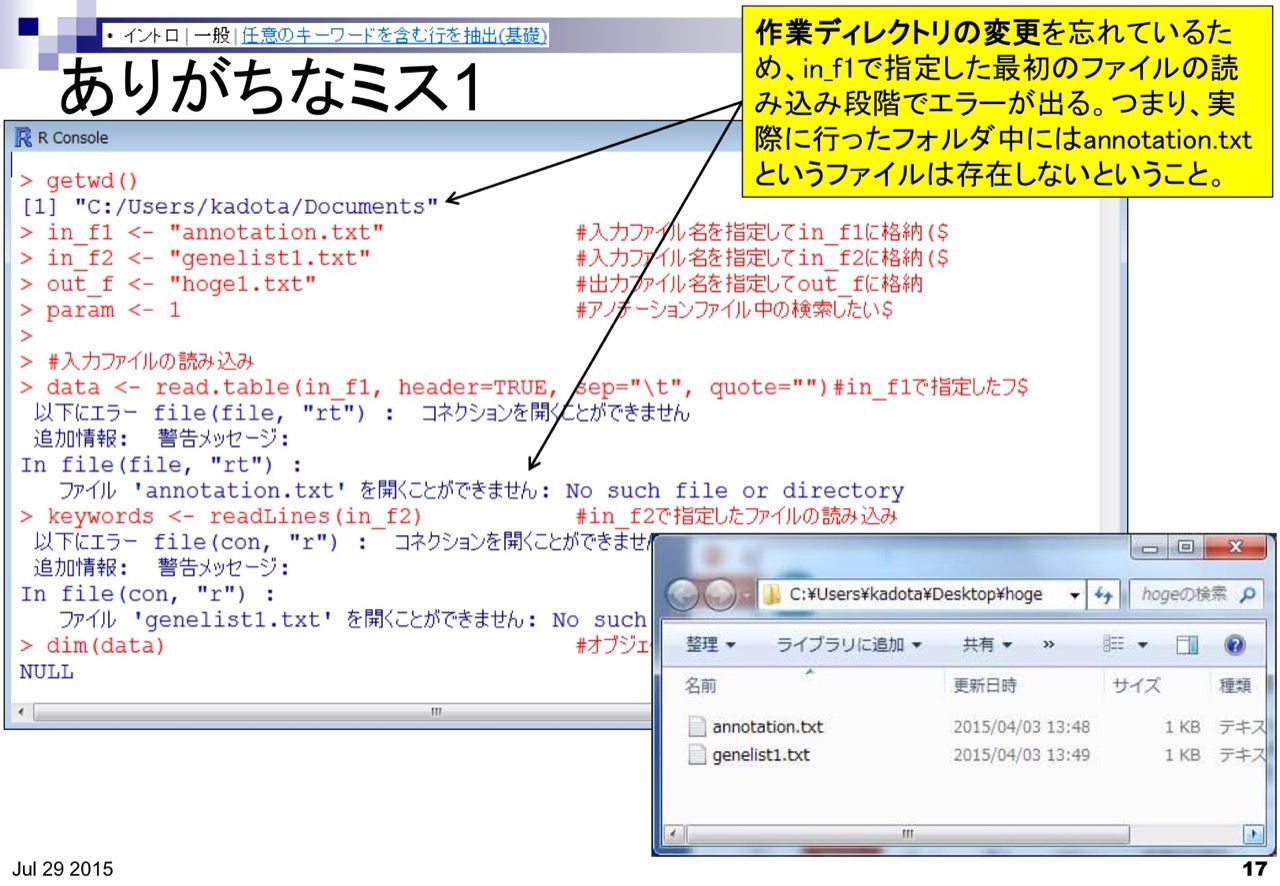 • イントロ | 一般 | 任意のキーワードを含む行を抽出(基礎)
ありがちなミス1
作業ディレクトリの変更を忘れているた
め、in_f1で指定した最初のファイルの読
み込み段階でエラーが出る。つまり、実
際に行ったフォルダ中にはannotation.txt
というファイルは存在しないということ。
R Console
> getwd()
[1] "C:/Users/kadota/Documents"
> in_f1 <- "annotation.txt" #入力ファイル名を指定してin_f1に格納($
> in_f2 <- "genelist1.txt" #入力ファイル名を指定してin_f2に格納($
> out_f <- "hoge1.txt" #出力ファイル名を指定してout_fに格納
> param <- 1 #アノテーションファイル中の検索したい$
>
> #入力ファイルの読み込み
> data <- read.table(in_f1, header=TRUE, sep="\t", quote="")#in_f1で指定したフ$
以下にエラー file(file, "rt") : コネクションを開くことができません
追加情報: 警告メッセージ:
In file(file, "rt") :
ファイル 'annotation.txt' を開くことができません: No such file or directory
> keywords <- readLines(in_f2) #in_f2で指定したファイルの読み込み
以下にエラー file(con, "r") : コネクションを開くことができませ
追加情報: 警告メッセージ:
In file(con, "r") :
ファイル 'genelist1.txt' を開くことができません: No such
> dim(data) #オブジェ
NULL
C:¥Users¥kadota¥Desktop¥hoge hogeの検索
整理 ライブラリに追加 共有 »
名前 更新日時 サイズ 種類
annotation.txt 2015/04/03 13:48 1 KB テキス
genelist1.txt 2015/04/03 13:49 1 KB テキス
Jul 29 2015
17